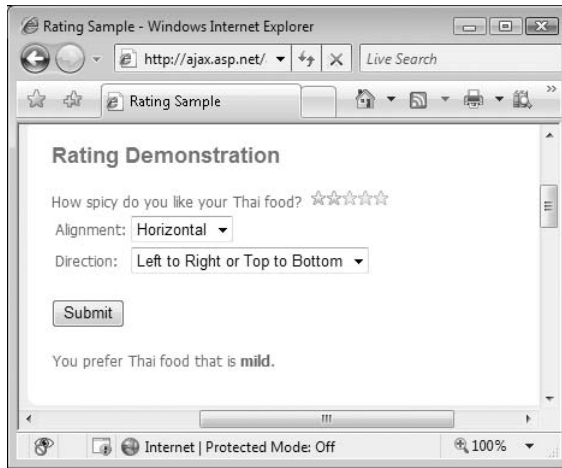 Rating Sample - Windows Internet Explorer
http://ajax.asp.net/ Live Search
Rating Sample
Rating Demonstration
How spicy do you like your Thai food?
Alignment: Horizontal
Direction: Left to Right or Top to Bottom
Submit
You prefer Thai food that is mild.
Internet | Protected Mode: Off 100%